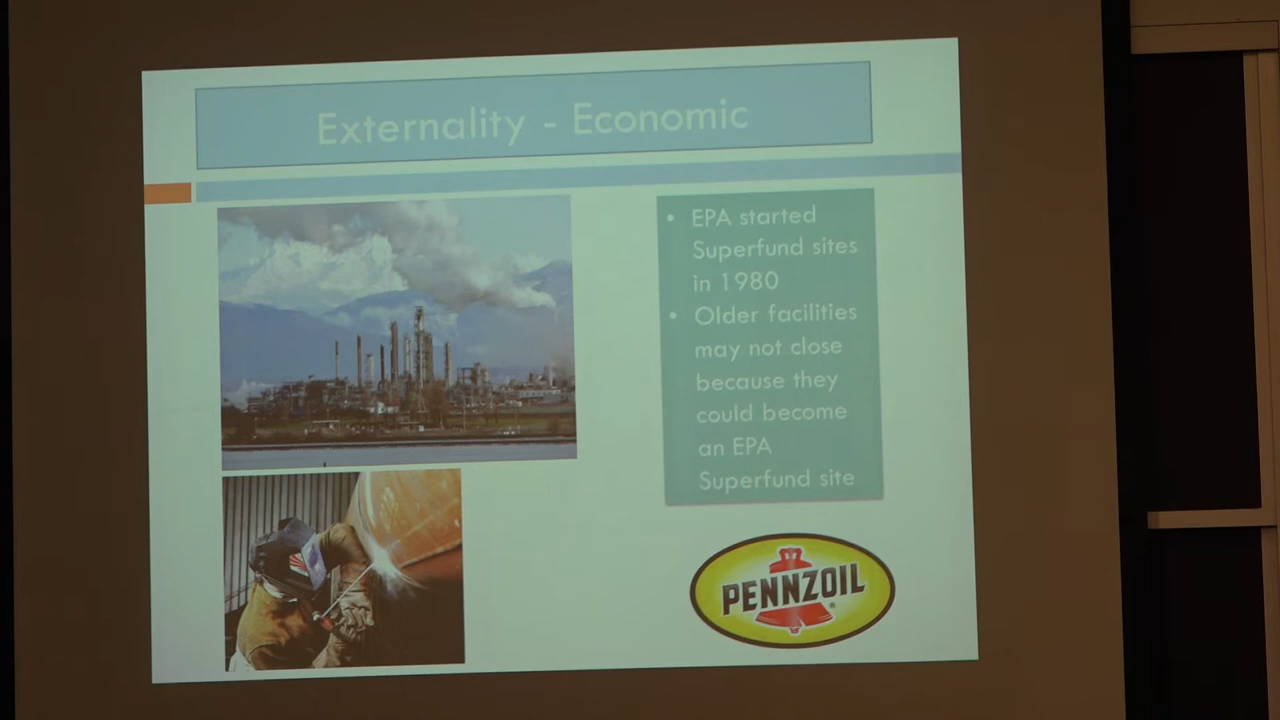 Externality - Economic
• EPA started
Superfund sites
in 1980
• Older facilities
may not close
because they
could become
an EPA
Superfund site
PENNZOIL
®